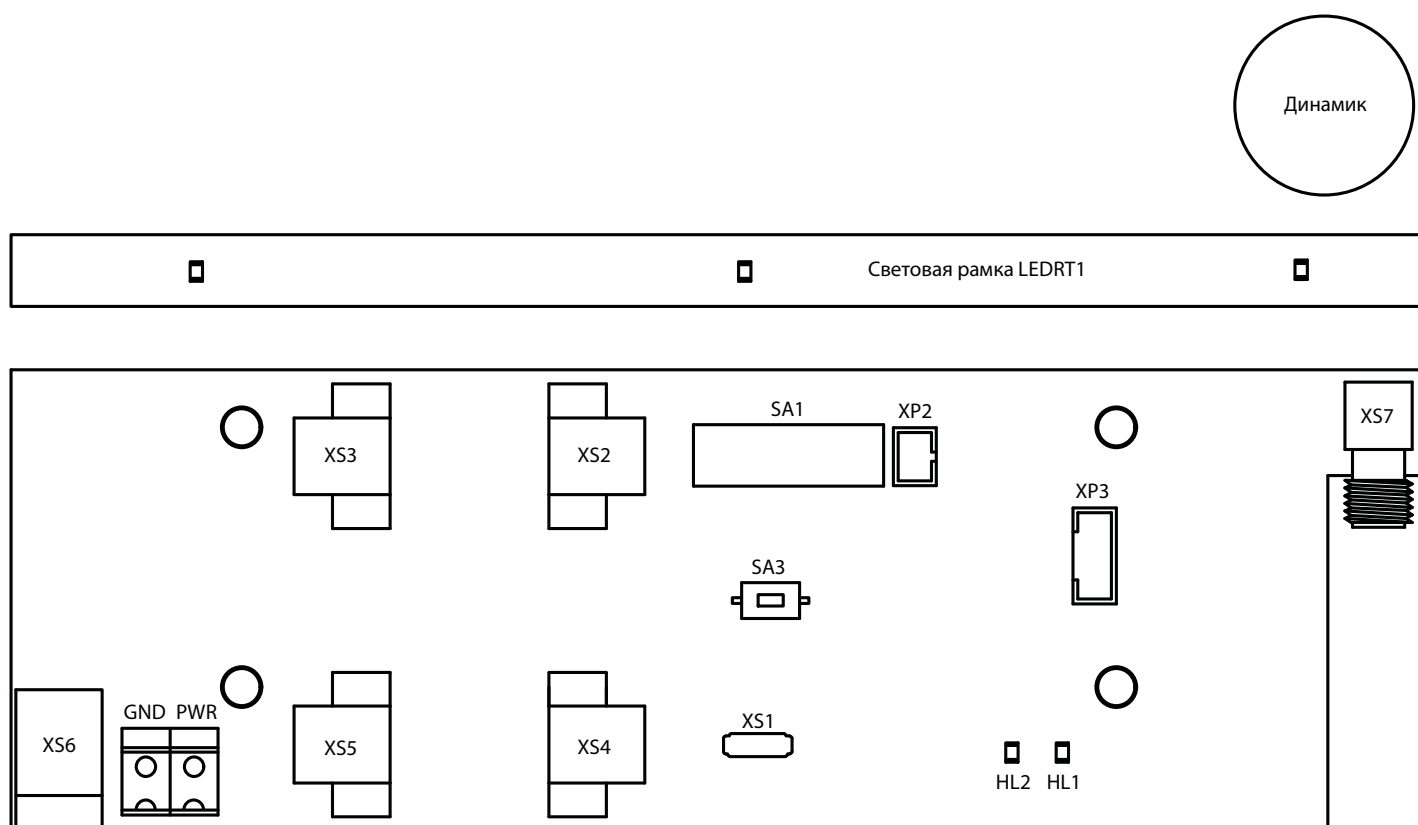 Динамик
Световая рамка LEDRT1
SA1
XP2
XS7
XS3
XS2
XP3
SA3
GND PWR
XS1
XS6
XS5
XS4
HL2 HL1